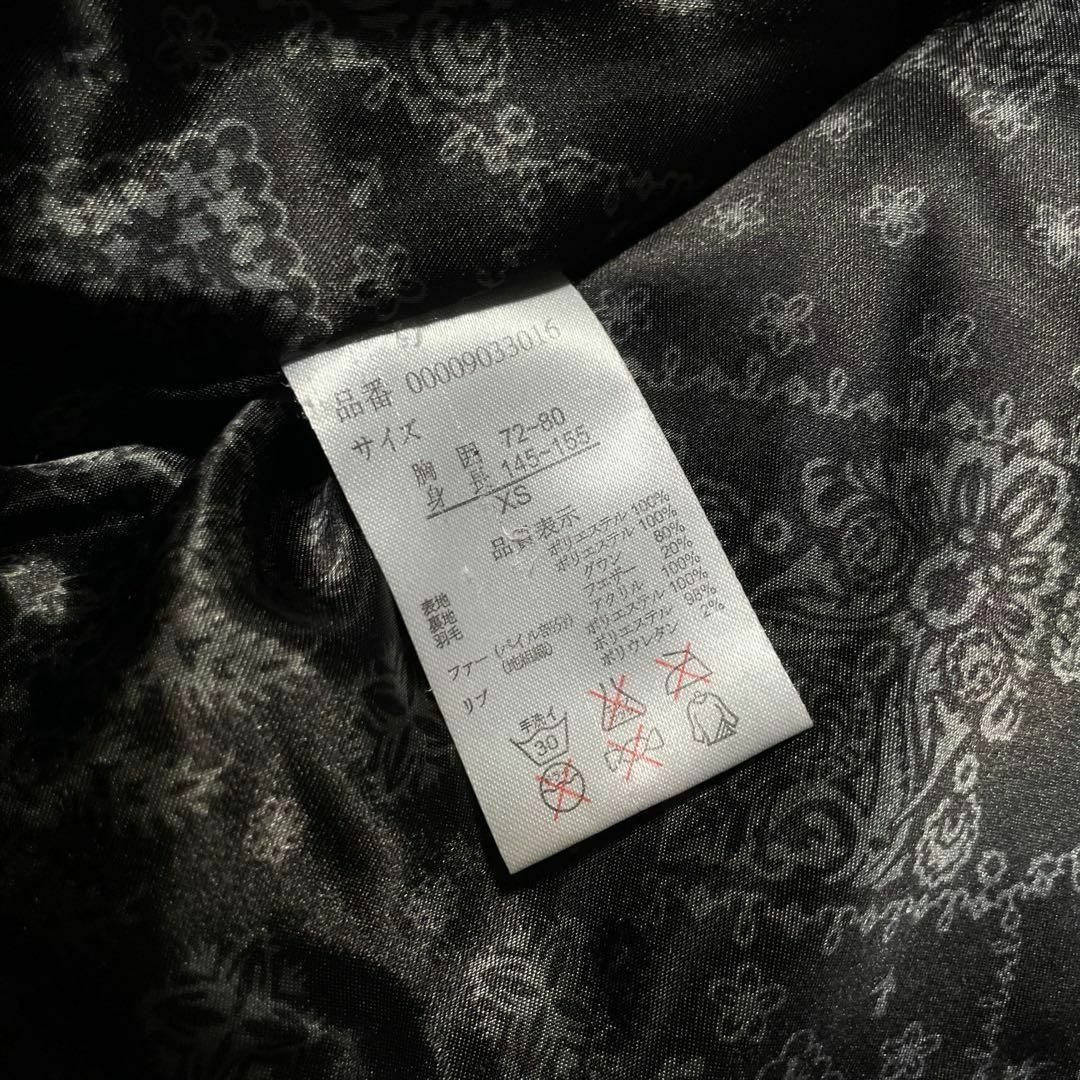 品番 00009033016
サイズ
胸囲 72~80
身長 145~155
XS
品質表示
表地 ポリエステル 100%
裏地 ポリエステル 100%
羽毛 ダウン 80%
フェザー 20%
ファー (パイル部分) アクリル 100%
(地組織) ポリエステル 100%
リブ ポリエステル 98%
ポリウレタン 2%
手洗イ
30